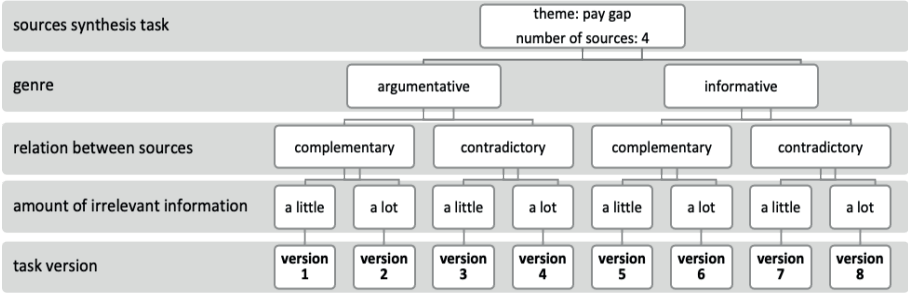 sources synthesis task
theme: pay gap
number of sources: 4
genre
argumentative
informative
relation between sources
complementary
contradictory
complementary
contradictory
amount of irrelevant information
a little
a lot
a little
a lot
a little
a lot
a little
a lot
task version
version
1
version
2
version
3
version
4
version
5
version
6
version
7
version
8